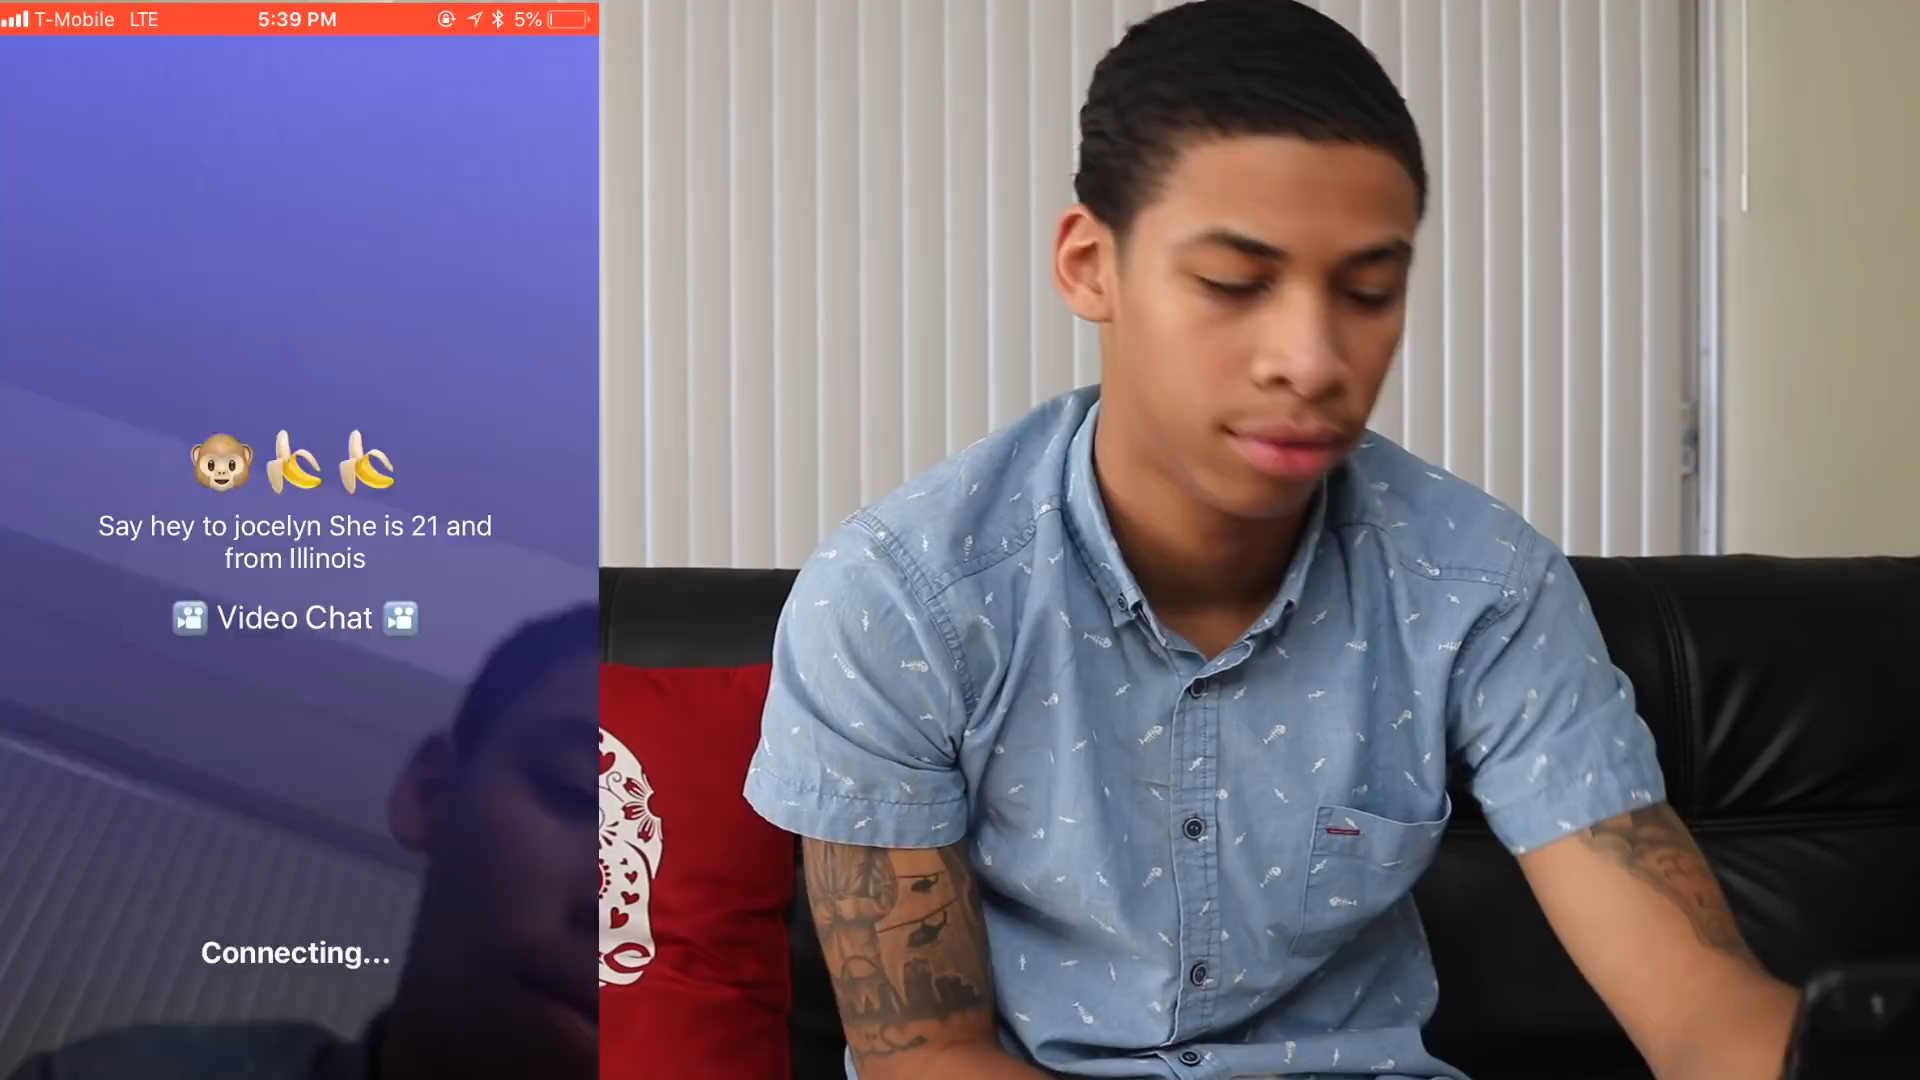 T-Mobile LTE 5:39 PM 5%
Say hey to jocelyn She is 21 and
from Illinois
Video Chat
Connecting...